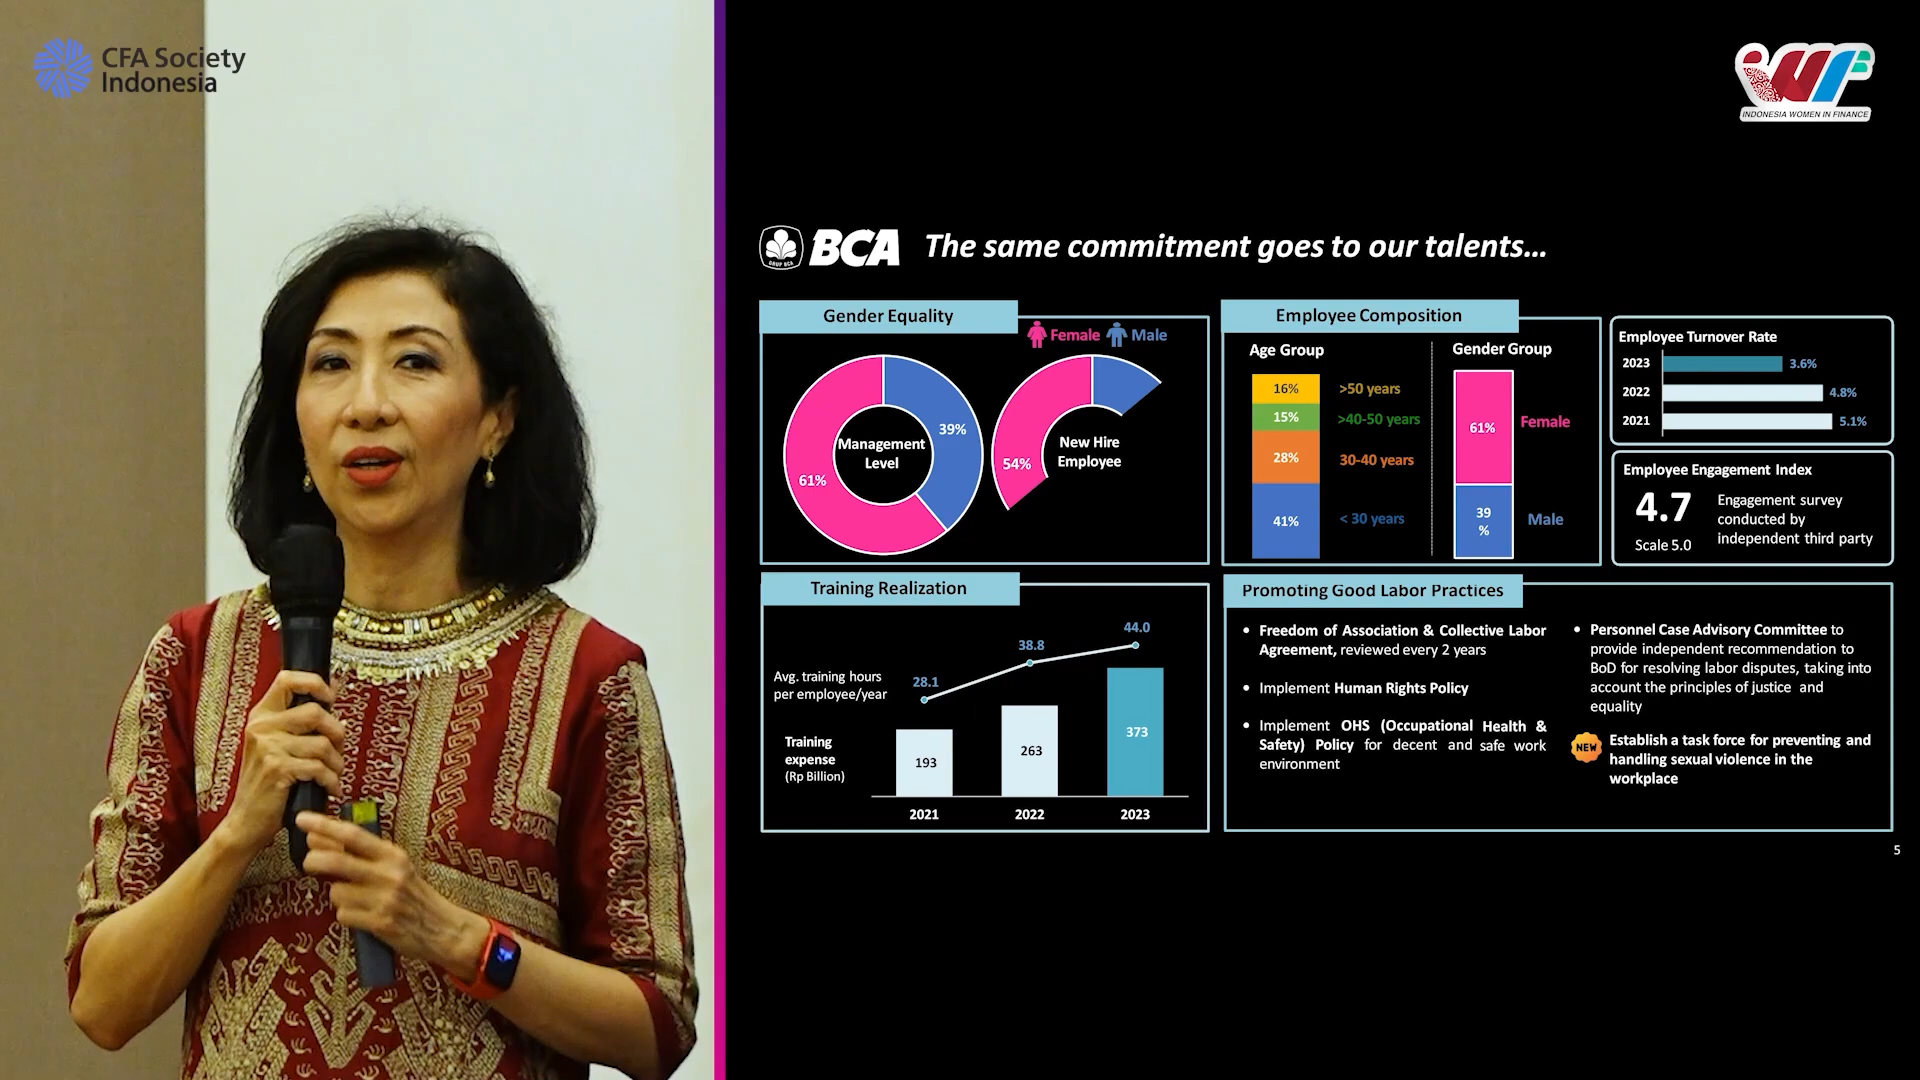 CFA Society
Indonesia
INDONESIA WOMEN IN FINANCE
BCA
The same commitment goes to our talents...
Gender Equality
Female
Male
61%
39%
Management
Level
54%
New Hire
Employee
Employee Composition
Age Group
16%
>50 years
15%
>40-50 years
28%
30-40 years
41%
< 30 years
Gender Group
61%
Female
39
%
Male
Employee Turnover Rate
2023
3.6%
2022
4.8%
2021
5.1%
Employee Engagement Index
4.7
Scale 5.0
Engagement survey
conducted by
independent third party
Training Realization
Avg. training hours
per employee/year
28.1
38.8
44.0
Training
expense
(Rp Billion)
193
263
373
2021
2022
2023
Promoting Good Labor Practices
• Freedom of Association & Collective Labor
Agreement, reviewed every 2 years
• Implement Human Rights Policy
• Implement OHS (Occupational Health &
Safety) Policy for decent and safe work
environment
• Personnel Case Advisory Committee to
provide independent recommendation to
BoD for resolving labor disputes, taking into
account the principles of justice and
equality
NEW
Establish a task force for preventing and
handling sexual violence in the
workplace
5